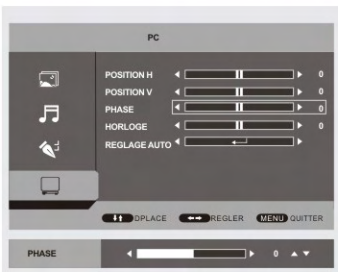 PC
POSITION H 0
POSITION V 0
PHASE 0
HORLOGE 0
REGLAGE AUTO
DPLACE REGLER MENU QUITTER
PHASE 0